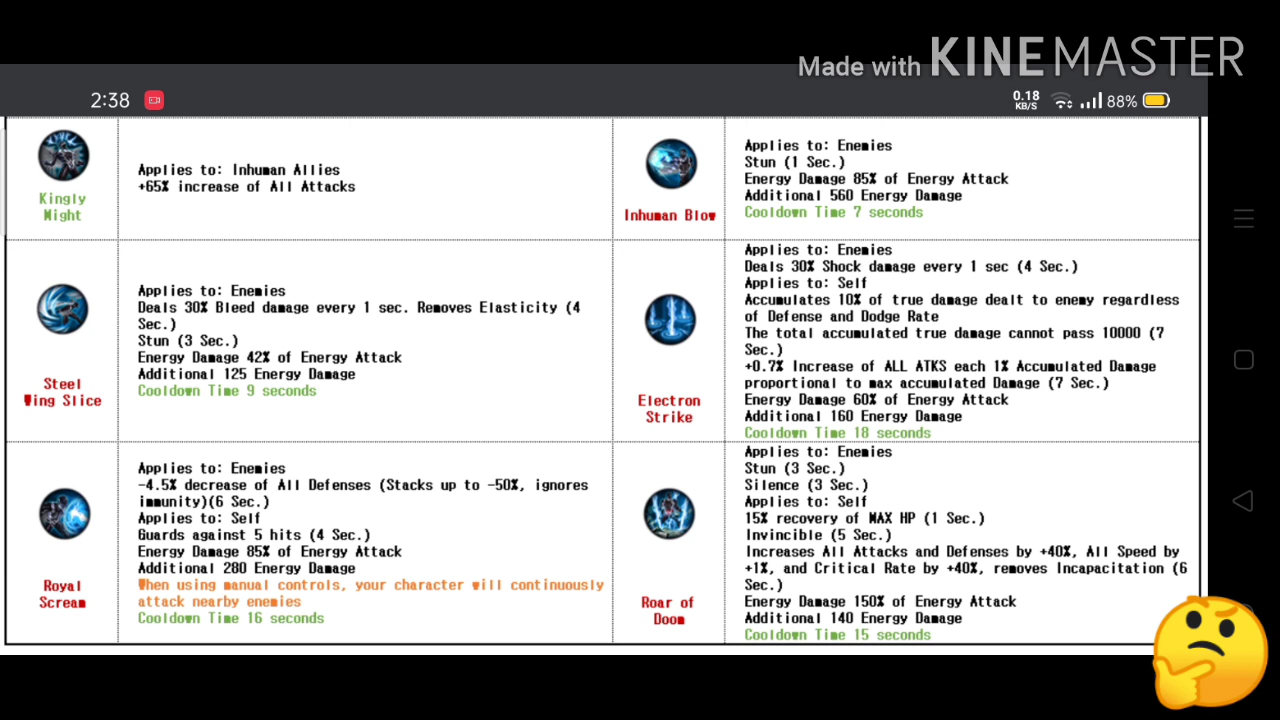 Made with KINEMASTER
2:38
0.18
KB/S
88%
Kingly
Night
Applies to: Inhuman Allies
+65% increase of All Attacks
Inhuman Blow
Applies to: Enemies
Stun (1 Sec.)
Energy Damage 85% of Energy Attack
Additional 560 Energy Damage
Cooldown Time 7 seconds
Steel
Wing Slice
Applies to: Enemies
Deals 30% Bleed damage every 1 sec. Removes Elasticity (4
Sec.)
Stun (3 Sec.)
Energy Damage 42% of Energy Attack
Additional 125 Energy Damage
Cooldown Time 9 seconds
Electron
Strike
Applies to: Enemies
Deals 30% Shock damage every 1 sec (4 Sec.)
Applies to: Self
Accumulates 10% of true damage dealt to enemy regardless
of Defense and Dodge Rate
The total accumulated true damage cannot pass 10000 (7
Sec.)
+0.7% Increase of ALL ATKS each 1% Accumulated Damage
proportional to max accumulated Damage (7 Sec.)
Energy Damage 60% of Energy Attack
Additional 160 Energy Damage
Cooldown Time 18 seconds
Royal
Scream
Applies to: Enemies
-4.5% decrease of All Defenses (Stacks up to -50%, ignores
immunity)(6 Sec.)
Applies to: Self
Guards against 5 hits (4 Sec.)
Energy Damage 85% of Energy Attack
Additional 280 Energy Damage
When using manual controls, your character will continuously
attack nearby enemies
Cooldown Time 16 seconds
Roar of
Doom
Applies to: Enemies
Stun (3 Sec.)
Silence (3 Sec.)
Applies to: Self
15% recovery of MAX HP (1 Sec.)
Invincible (5 Sec.)
Increases All Attacks and Defenses by +40%, All Speed by
+1%, and Critical Rate by +40%, removes Incapacitation (6
Sec.)
Energy Damage 150% of Energy Attack
Additional 140 Energy Damage
Cooldown Time 15 seconds